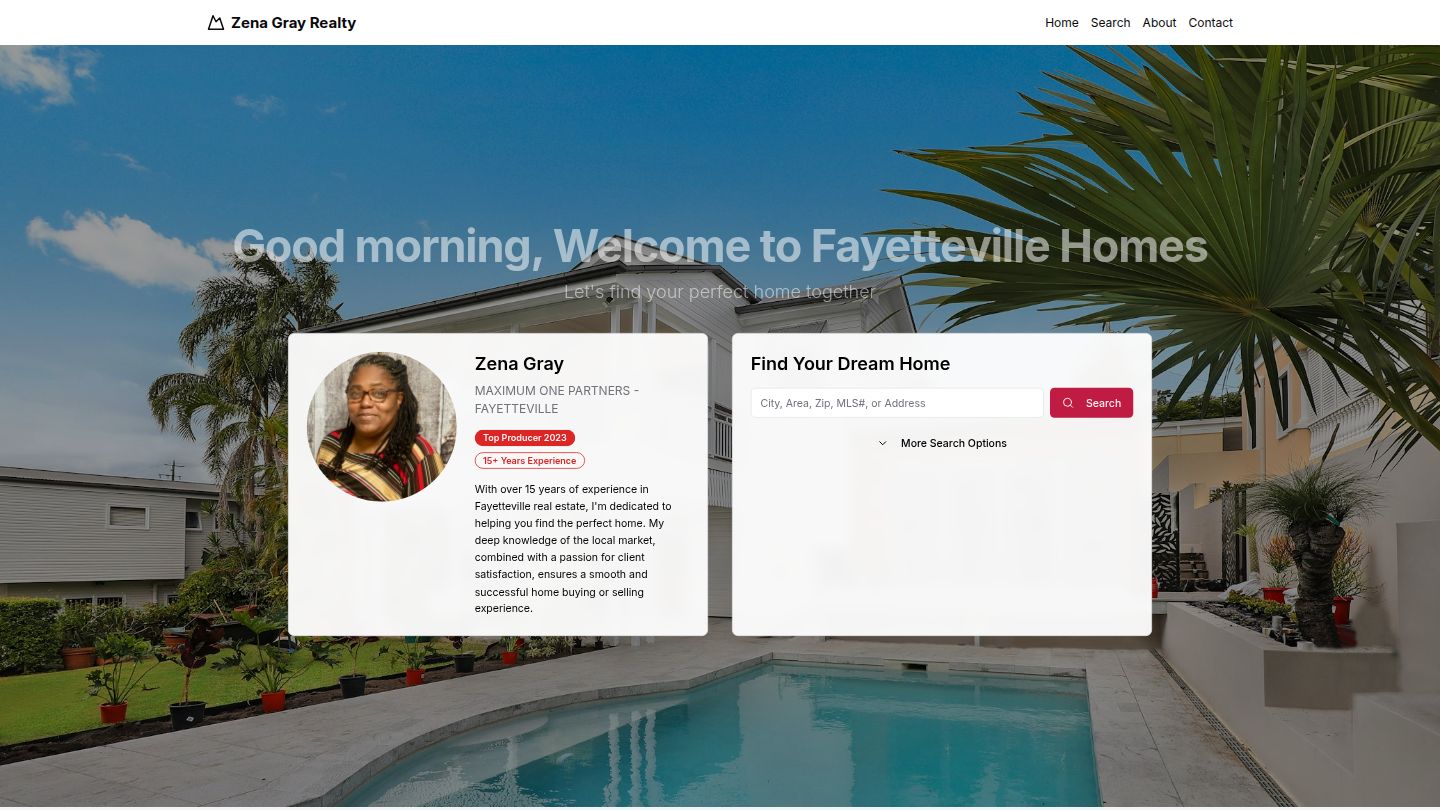 Zena Gray Realty
Home Search About Contact
Good morning, Welcome to Fayetteville Homes
Let's find your perfect home together
Zena Gray
MAXIMUM ONE PARTNERS -
FAYETTEVILLE
Top Producer 2023
15+ Years Experience
With over 15 years of experience in
Fayetteville real estate, I'm dedicated to
helping you find the perfect home. My
deep knowledge of the local market,
combined with a passion for client
satisfaction, ensures a smooth and
successful home buying or selling
experience.
Find Your Dream Home
City, Area, Zip, MLS#, or Address
Search
More Search Options